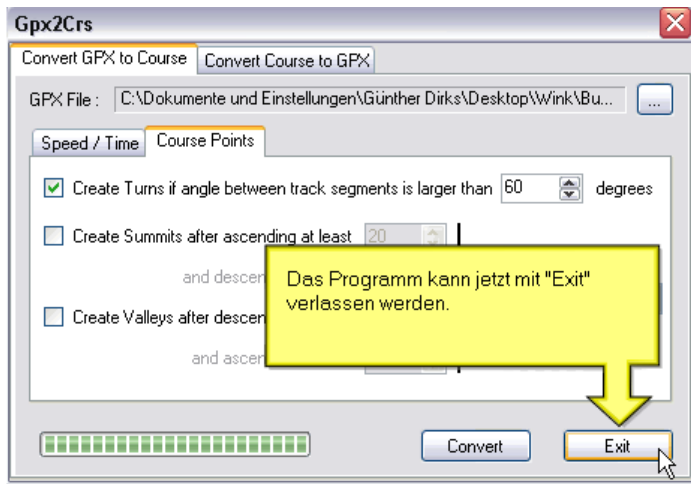 Gpx2Crs
Convert GPX to Course Convert Course to GPX
GPX File : C:\Dokumente und Einstellungen\Günther Dirks\Desktop\Wink\Bu... ...
Speed / Time Course Points
Create Turns if angle between track segments is larger than 60 degrees
Create Summits after ascending at least 20
and descen
Das Programm kann jetzt mit "Exit"
verlassen werden.
Create Valleys after descen
and ascen
Convert Exit